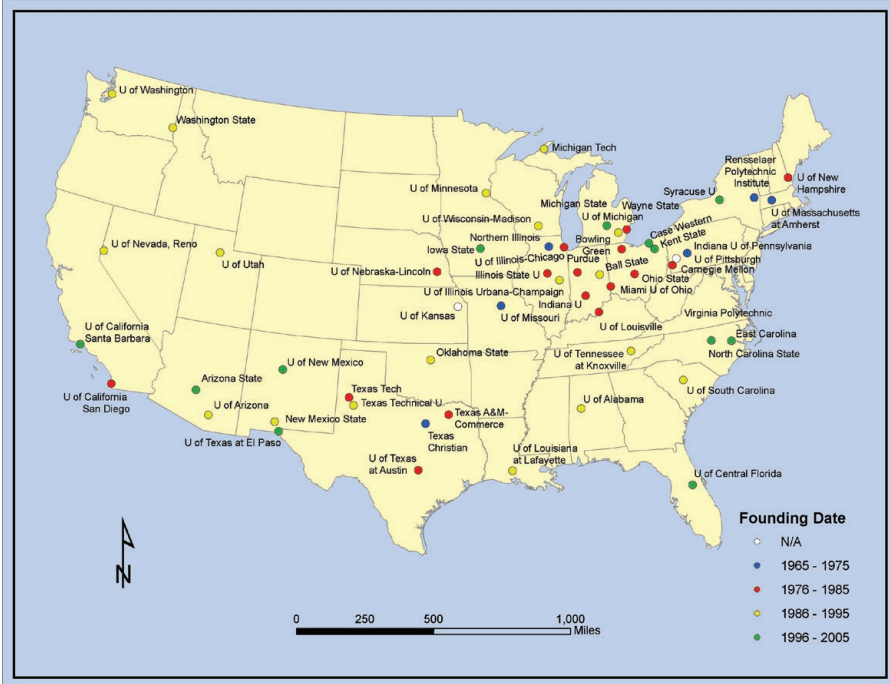 U of Washington
Washington State
Michigan Tech
Rensselaer
Polytechnic
Institute
U of New
Hampshire
Syracuse U
U of Minnesota
Michigan State
Wayne State
U of Massachusetts
at Amherst
U of Wisconsin-Madison
U of Michigan
Case Western
Kent State
Northern Illinois
Bowling
Green
Iowa State
Indiana U of Pennsylvania
U of Nevada, Reno
U of Utah
U of Illinois-Chicago
Purdue
Ball State
U of Pittsburgh
Carnegie Mellon
U of Nebraska-Lincoln
Illinois State U
Ohio State
Miami U of Ohio
U of Illinois Urbana-Champaign
Indiana U
U of Kansas
U of Missouri
Virginia Polytechnic
U of Louisville
U of California
Santa Barbara
East Carolina
North Carolina State
Oklahoma State
U of Tennessee
at Knoxville
U of New Mexico
Arizona State
U of California
San Diego
Texas Tech
Texas Technical U
U of South Carolina
U of Arizona
New Mexico State
Texas A&M-
Commerce
U of Alabama
U of Texas at El Paso
Texas
Christian
U of Texas
at Austin
U of Louisiana
at Lafayette
U of Central Florida
N
0 250 500 1,000
Miles
Founding Date
N/A
1965 - 1975
1976 - 1985
1986 - 1995
1996 - 2005